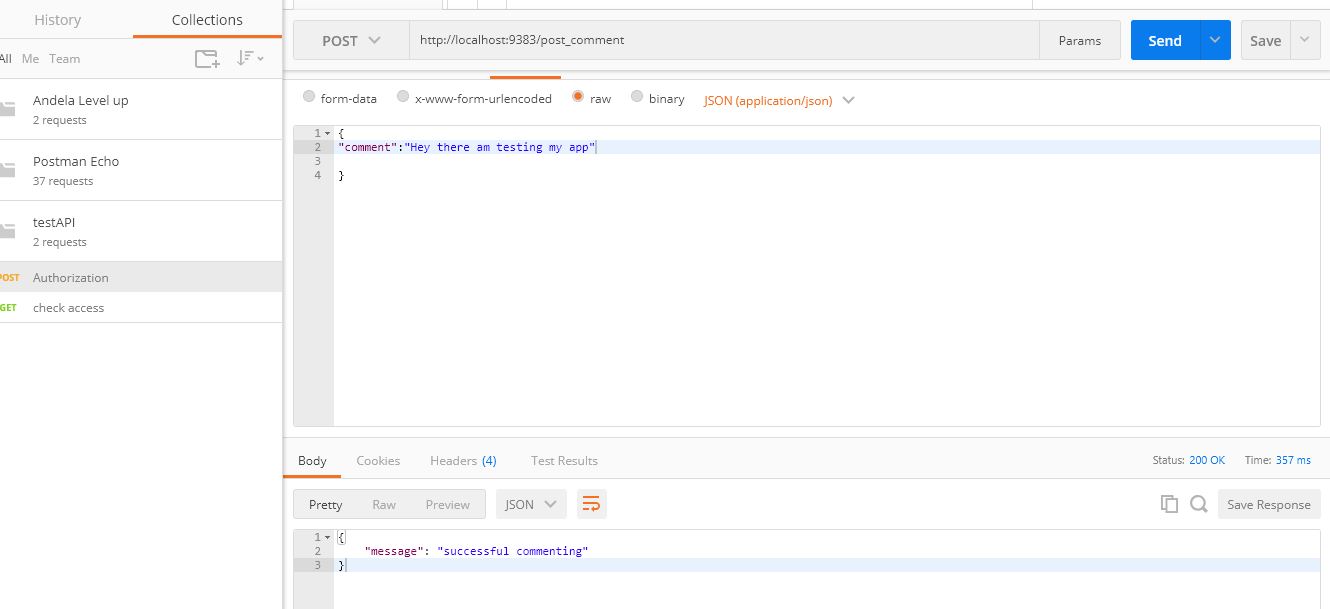 History Collections
All Me Team
Andela Level up
2 requests
Postman Echo
37 requests
testAPI
2 requests
POST Authorization
GET check access
POST http://localhost:9383/post_comment Params Send Save
form-data x-www-form-urlencoded raw binary JSON (application/json)
1 {
2 "comment":"Hey there am testing my app"
3
4 }
Body Cookies Headers (4) Test Results Status: 200 OK Time: 357 ms
Pretty Raw Preview JSON Save Response
1 {
2 "message": "successful commenting"
3 }